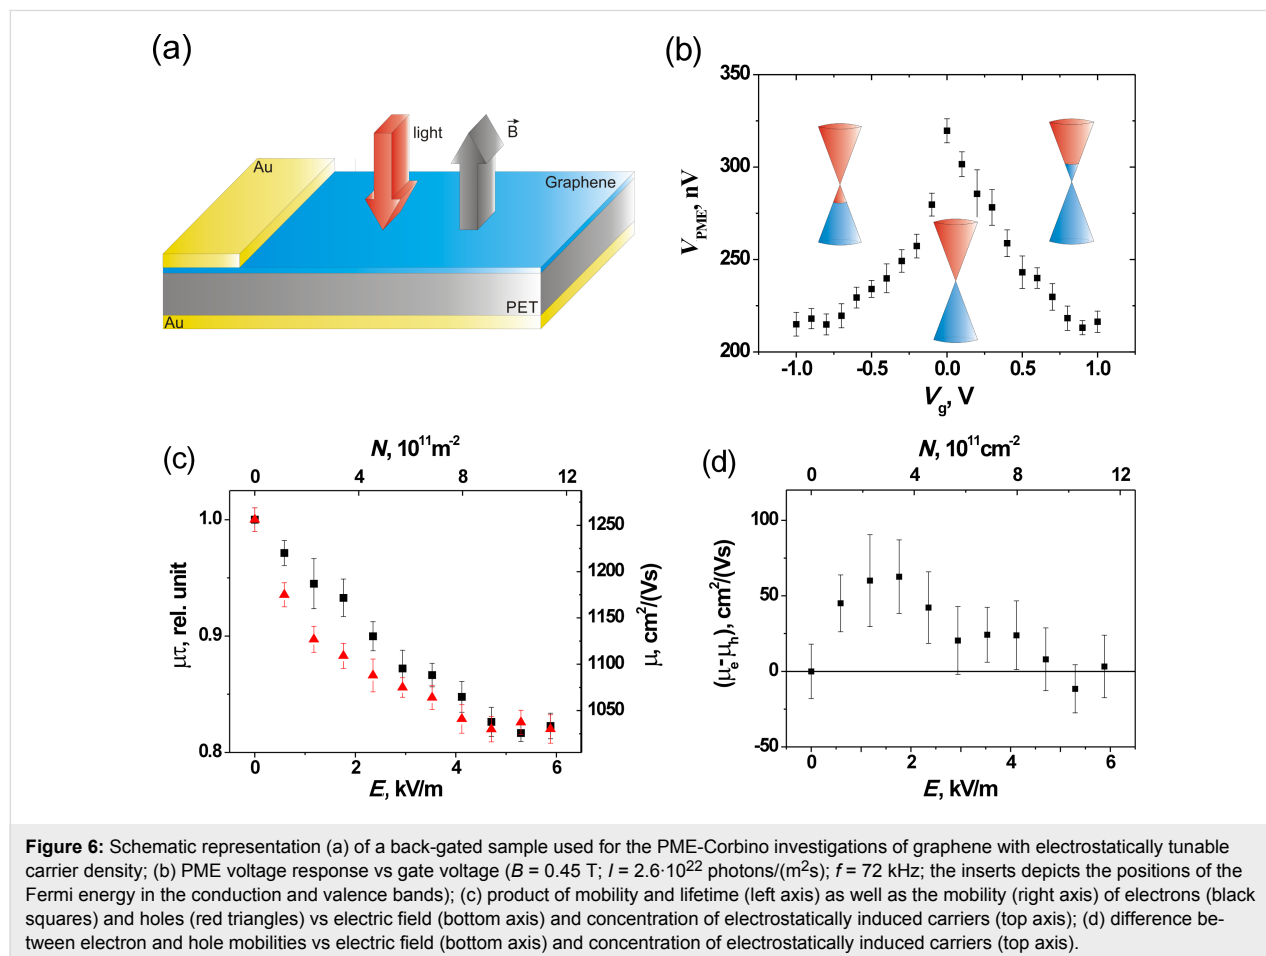 (a)
light
B
Au
Graphene
PET
Au
(b)
350
300
250
200
V_PME, nV
-1.0 -0.5 0.0 0.5 1.0
V_g, V
(c)
N, 10^11 m^-2
0 4 8 12
1.0
0.9
0.8
μτ, rel. unit
1250
1200
1150
1100
1050
μ, cm^2/(Vs)
0 2 4 6
E, kV/m
(d)
N, 10^11 cm^-2
0 4 8 12
100
50
0
-50
(μ_e-μ_h), cm^2/(Vs)
0 2 4 6
E, kV/m
Figure 6: Schematic representation (a) of a back-gated sample used for the PME-Corbino investigations of graphene with electrostatically tunable
carrier density; (b) PME voltage response vs gate voltage (B = 0.45 T; I = 2.6·10^22 photons/(m²s); f = 72 kHz; the inserts depicts the positions of the
Fermi energy in the conduction and valence bands); (c) product of mobility and lifetime (left axis) as well as the mobility (right axis) of electrons (black
squares) and holes (red triangles) vs electric field (bottom axis) and concentration of electrostatically induced carriers (top axis); (d) difference be-
tween electron and hole mobilities vs electric field (bottom axis) and concentration of electrostatically induced carriers (top axis).